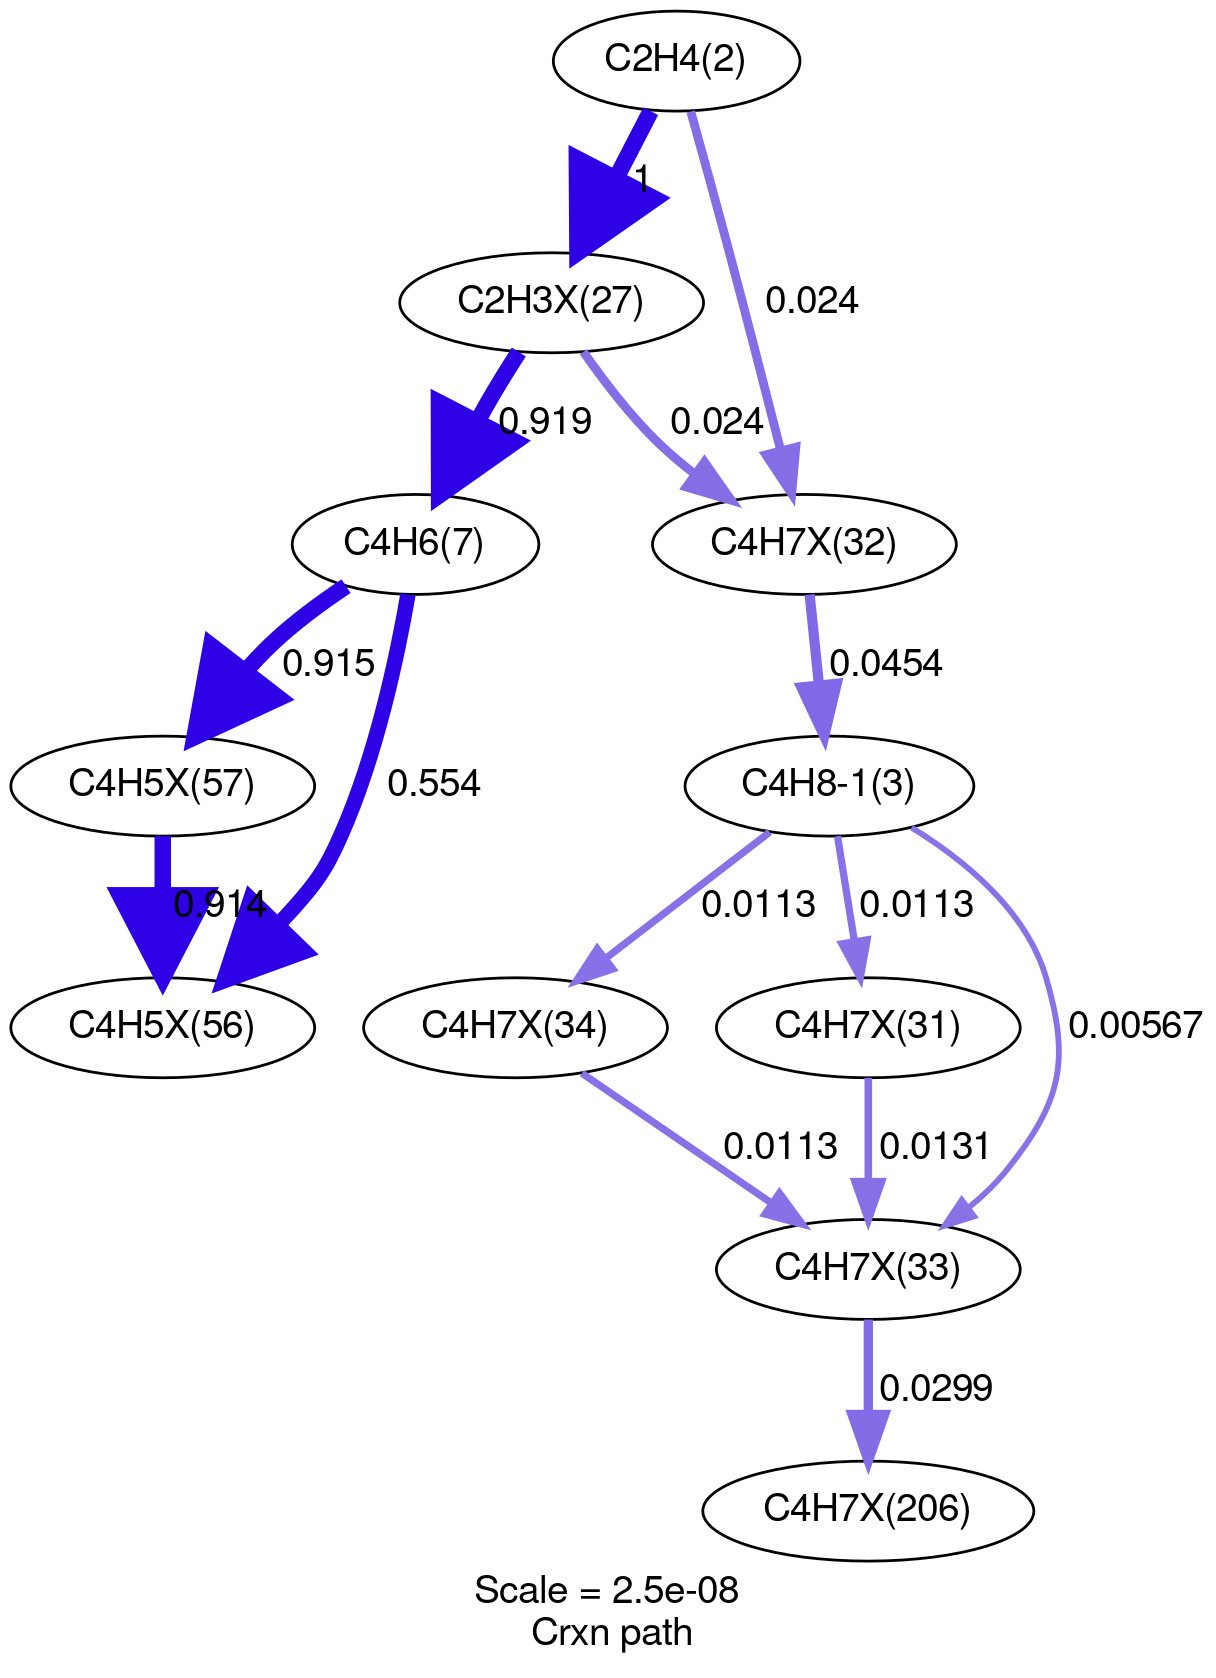 C2H4(2)
1
C2H3X(27)
0.024
0.919
0.024
C4H6(7)
C4H7X(32)
0.915
0.0454
C4H5X(57)
0.554
C4H8-1(3)
0.914
0.0113
0.0113
C4H5X(56)
C4H7X(34)
C4H7X(31)
0.00567
0.0113
0.0131
C4H7X(33)
0.0299
C4H7X(206)
Scale = 2.5e-08
Crxn path